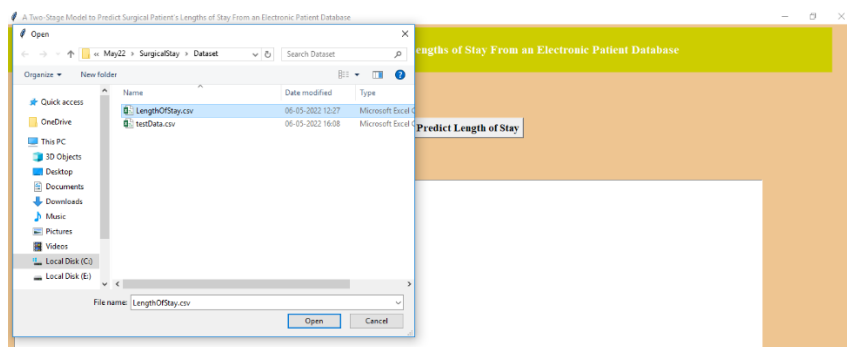 A Two-Stage Model to Predict Surgical Patient's Lengths of Stay From an Electronic Patient Database
Open
engths of Stay From an Electronic Patient Database
« May22 > SurgicalStay > Dataset
Search Dataset
Organize
New folder
Name
Date modified
Type
Quick access
LengthOfStay.csv
06-05-2022 12:27
Microsoft Excel C
OneDrive
testData.csv
06-05-2022 16:08
Microsoft Excel C
Predict Length of Stay
This PC
3D Objects
Desktop
Documents
Downloads
Music
Pictures
Videos
Local Disk (C:)
Local Disk (E:)
File name:
LengthOfStay.csv
Open
Cancel